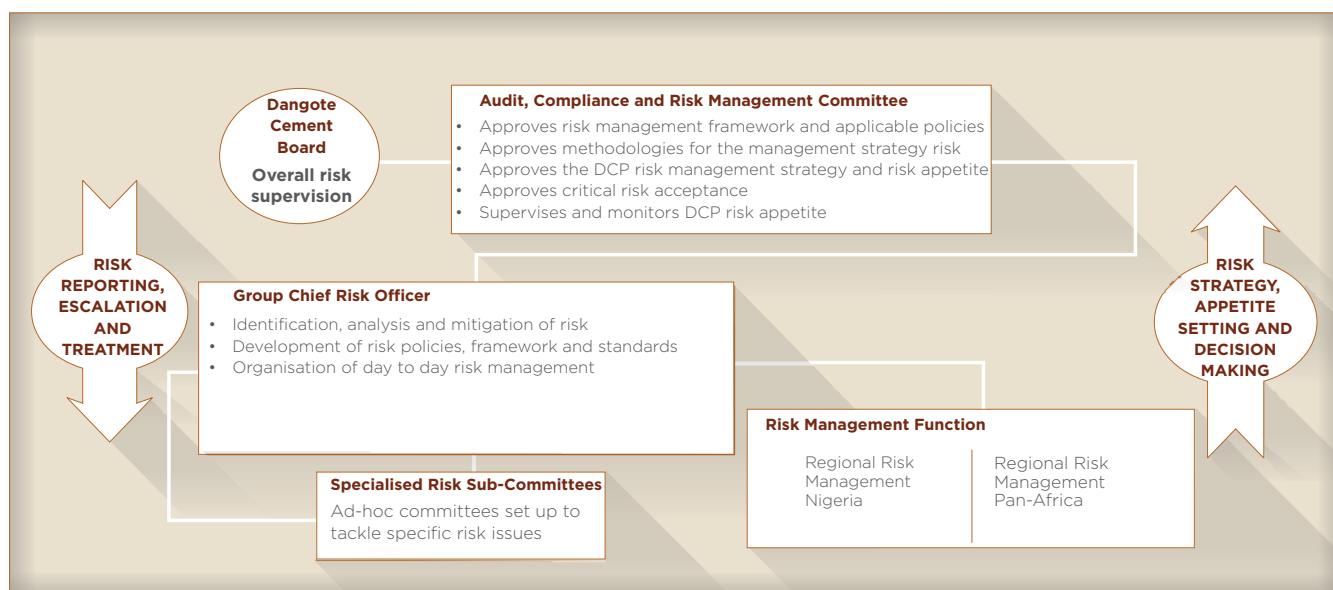 Dangote
Cement
Board
Overall risk
supervision
Audit, Compliance and Risk Management Committee
• Approves risk management framework and applicable policies
• Approves methodologies for the management strategy risk
• Approves the DCP risk management strategy and risk appetite
• Approves critical risk acceptance
• Supervises and monitors DCP risk appetite
RISK
REPORTING,
ESCALATION
AND
TREATMENT
Group Chief Risk Officer
• Identification, analysis and mitigation of risk
• Development of risk policies, framework and standards
• Organisation of day to day risk management
RISK
STRATEGY,
APPETITE
SETTING AND
DECISION
MAKING
Risk Management Function
Regional Risk
Management
Nigeria
Regional Risk
Management
Pan-Africa
Specialised Risk Sub-Committees
Ad-hoc committees set up to
tackle specific risk issues